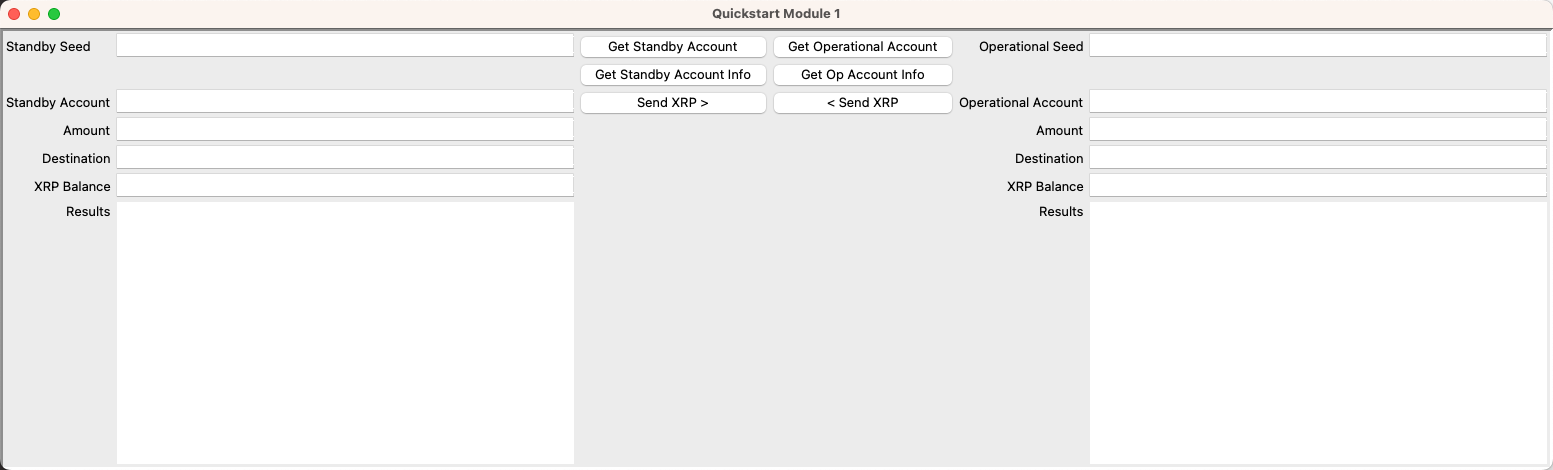 Quickstart Module 1
Standby Seed
Get Standby Account
Get Operational Account
Operational Seed
Get Standby Account Info
Get Op Account Info
Standby Account
Send XRP >
< Send XRP
Operational Account
Amount
Amount
Destination
Destination
XRP Balance
XRP Balance
Results
Results